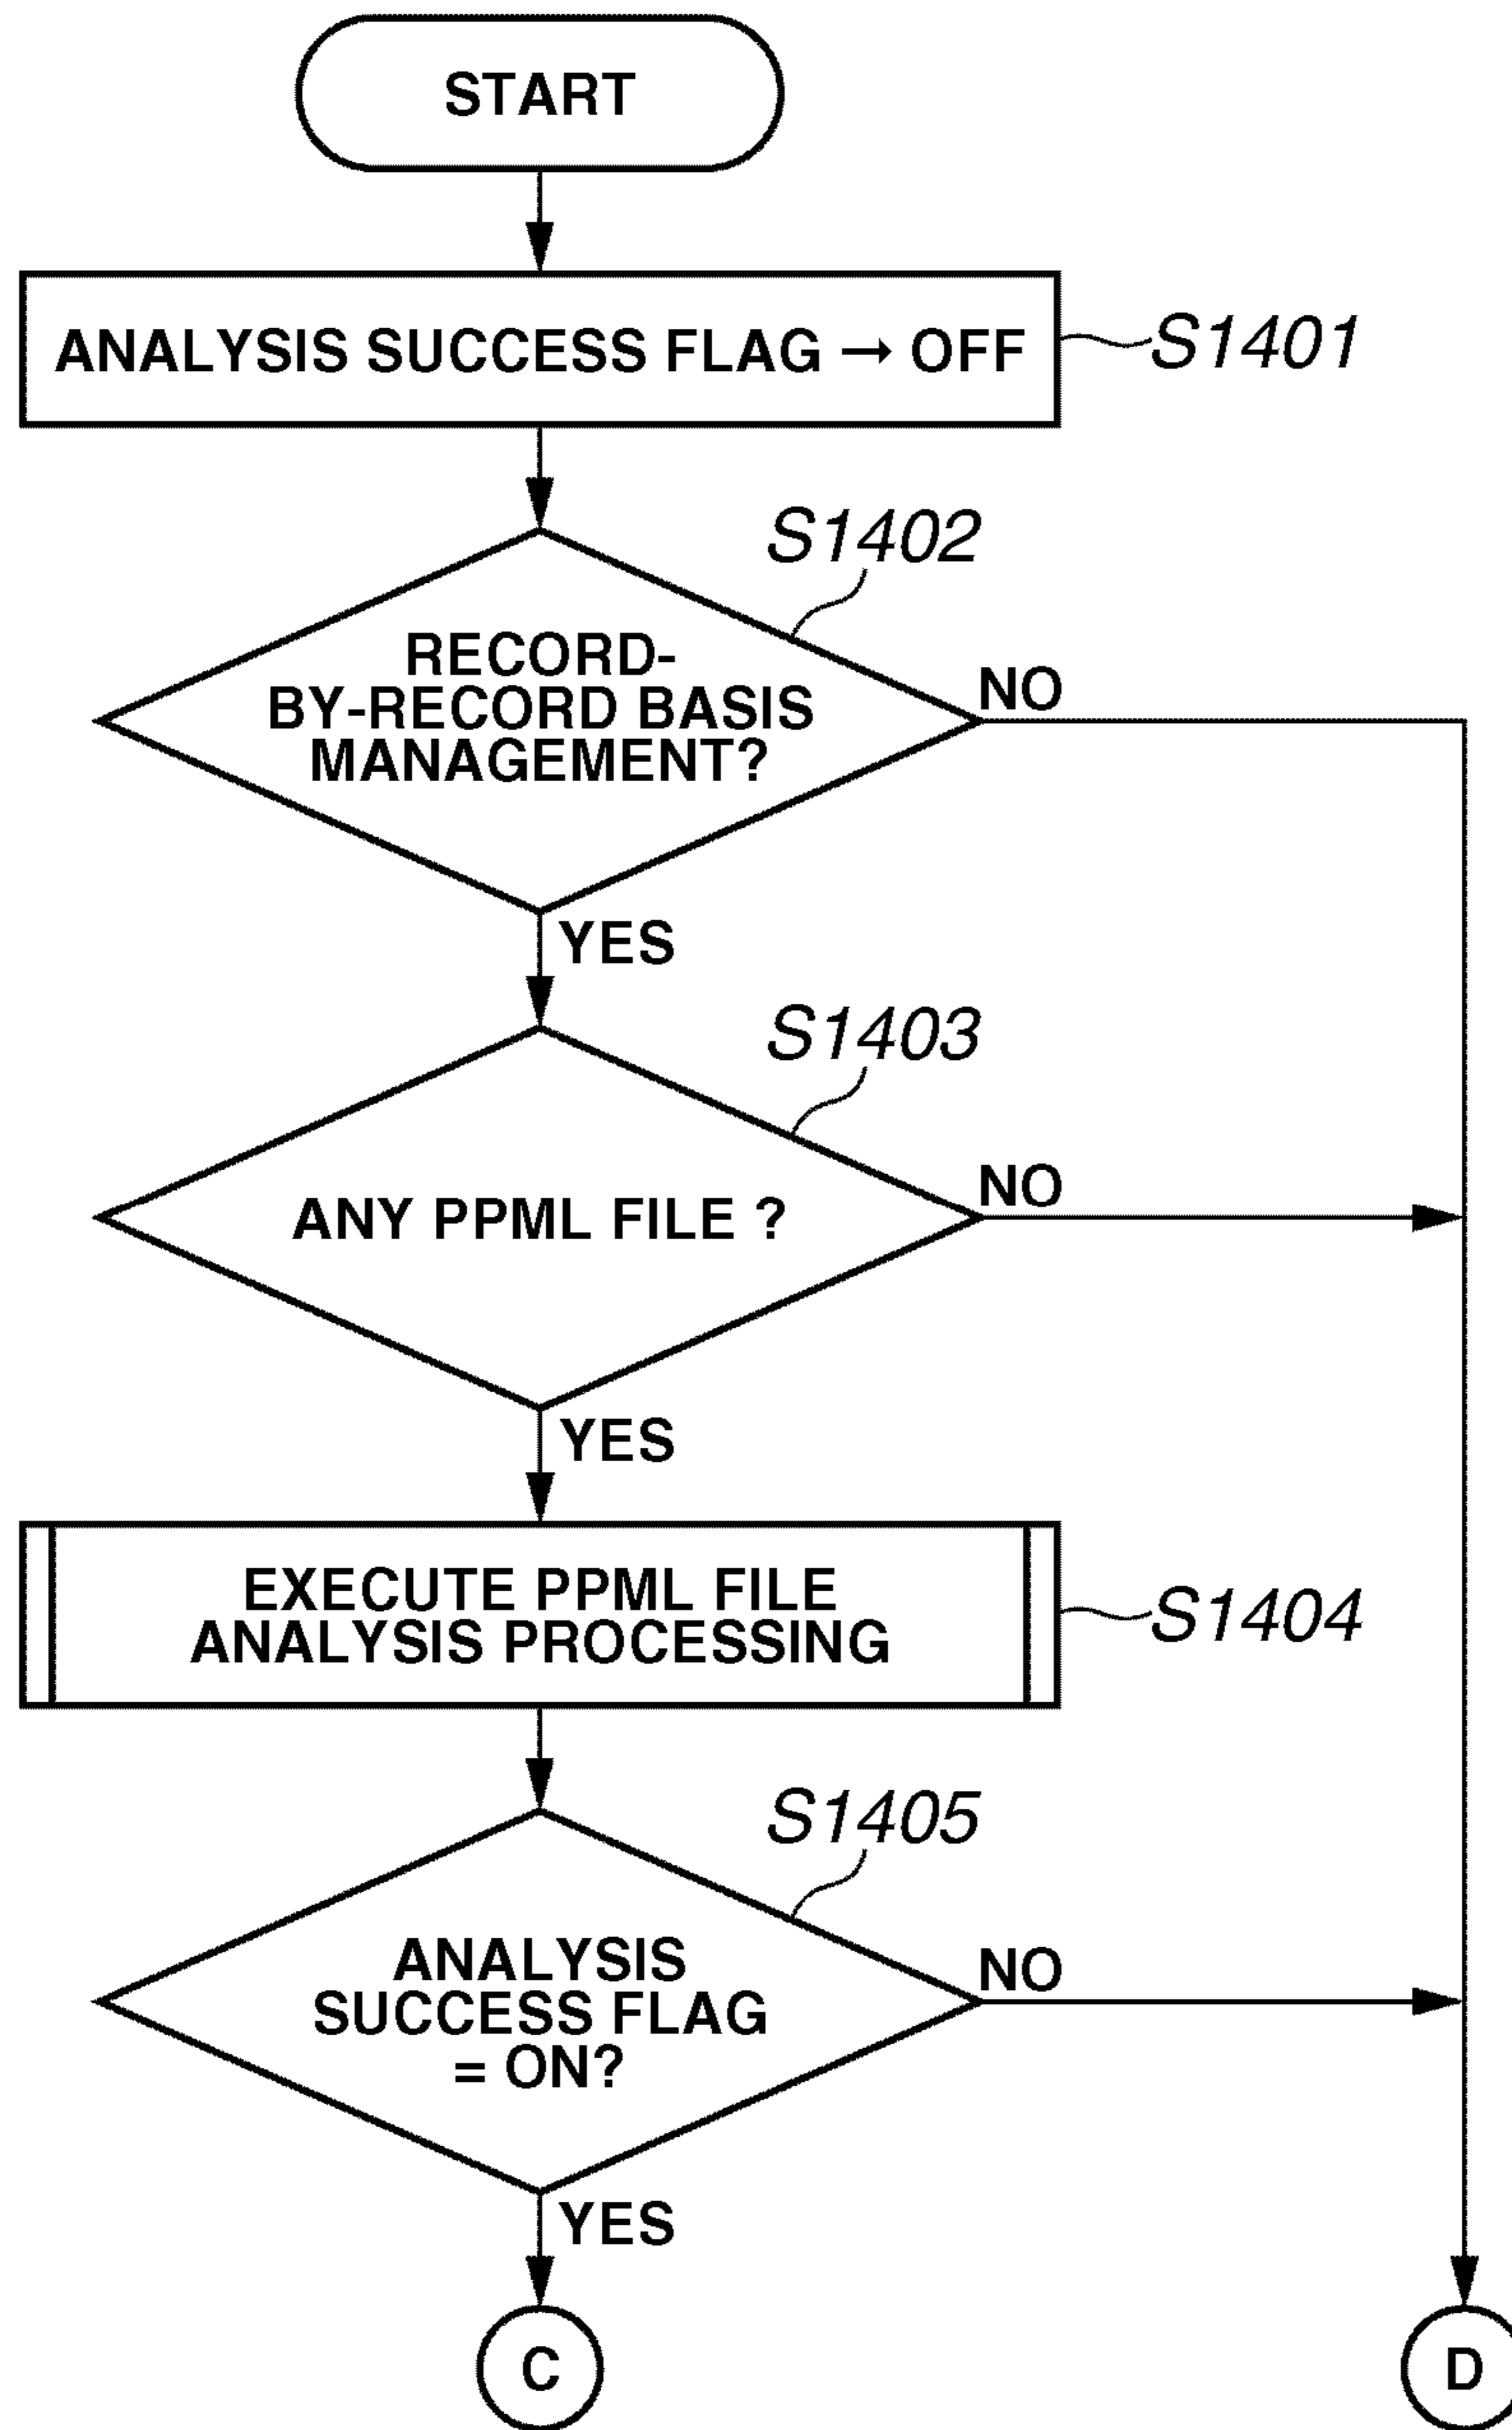 START
ANALYSIS SUCCESS FLAG → OFF
S1401
S1402
RECORD-
BY-RECORD BASIS
MANAGEMENT?
NO
YES
S1403
ANY PPML FILE ?
NO
YES
EXECUTE PPML FILE
ANALYSIS PROCESSING
S1404
S1405
ANALYSIS
SUCCESS FLAG
= ON?
NO
YES
C
D